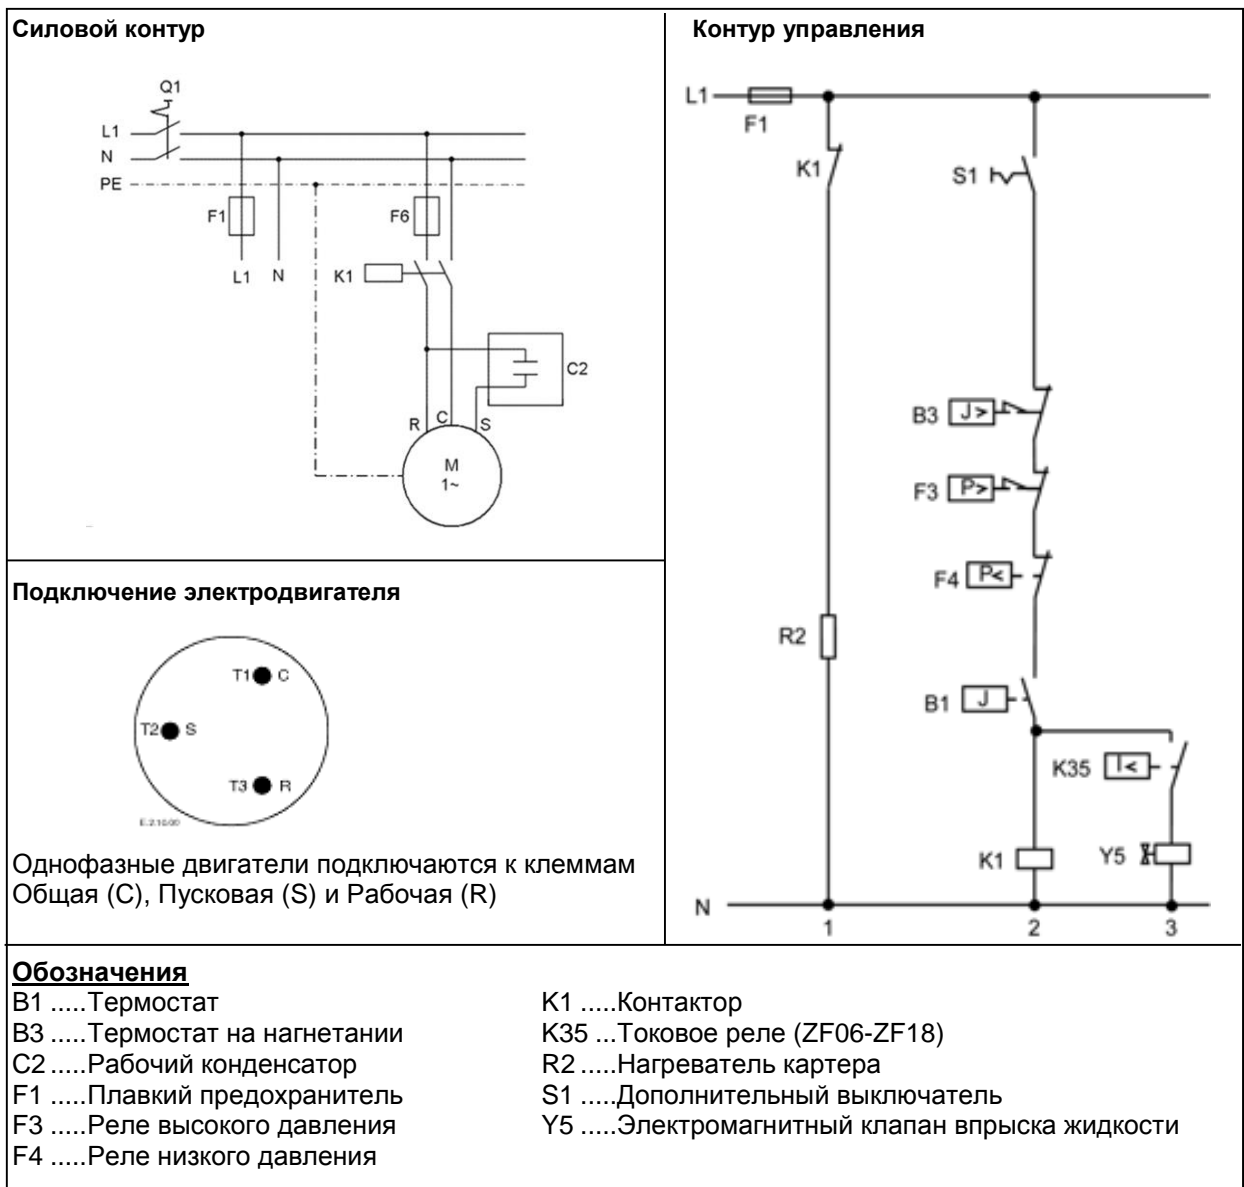 Силовой контур
Q1
L1
N
PE
F1
F6
L1 N
K1
C2
R C S
M
1~
Подключение электродвигателя
T1 C
T2 S
T3 R
E.2.10.00
Однофазные двигатели подключаются к клеммам
Общая (C), Пусковая (S) и Рабочая (R)
Контур управления
L1
F1
K1
S1
B3 J>
F3 P>
F4 P<
R2
B1 J
K35 I<
K1
Y5
N
1 2 3
Обозначения
B1 .....Термостат
B3 .....Термостат на нагнетании
C2 .....Рабочий конденсатор
F1 .....Плавкий предохранитель
F3 .....Реле высокого давления
F4 .....Реле низкого давления
K1 .....Контактор
K35 ...Токовое реле (ZF06-ZF18)
R2 .....Нагреватель картера
S1 .....Дополнительный выключатель
Y5 .....Электромагнитный клапан впрыска жидкости